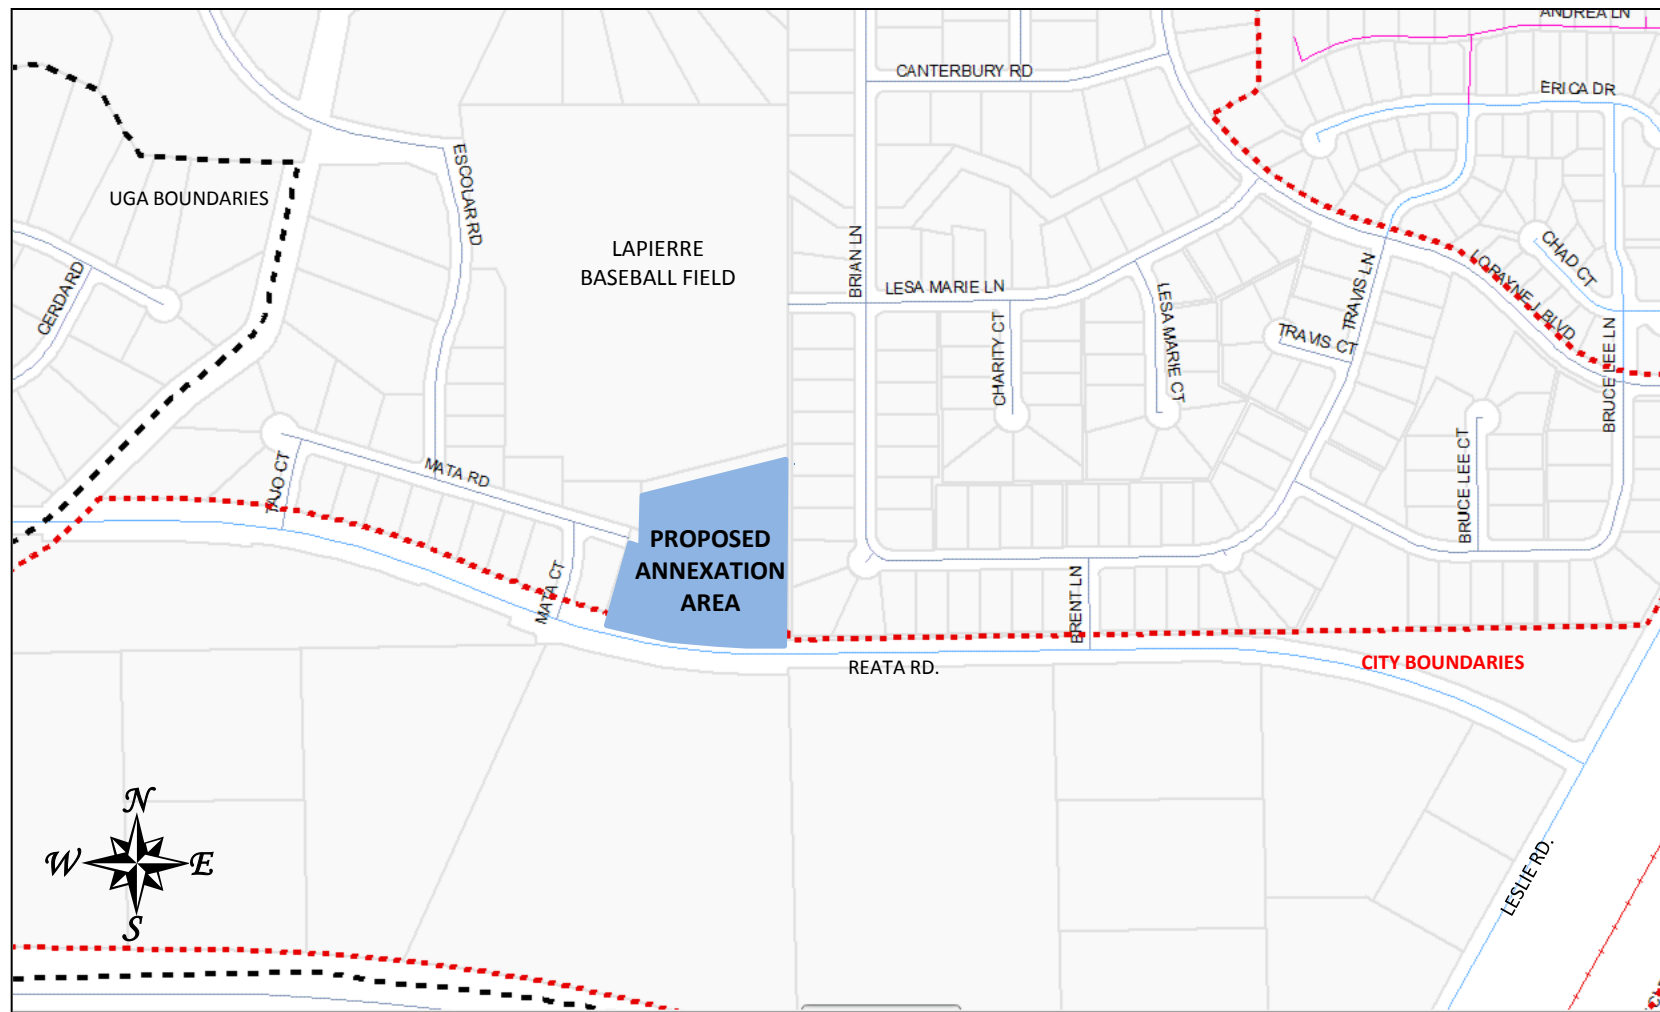 ANDREA LN
CANTERBURY RD
ERICA DR
UGA BOUNDARIES
ESCOLAR RD
LAPIERRE
BASEBALL FIELD
BRIAN LN
CHAD CT
LORAYNE J BLVD
CERDA RD
LESA MARIE LN
TRAVIS LN
LESA MARIE CT
TRAVIS CT
CHARITY CT
BRUCE LEE LN
MATA RD
TAJO CT
BRUCE LEE CT
PROPOSED
ANNEXATION
AREA
MATA CT
BRENT LN
REATA RD.
CITY BOUNDARIES
N
W
E
S
LESLIE RD.